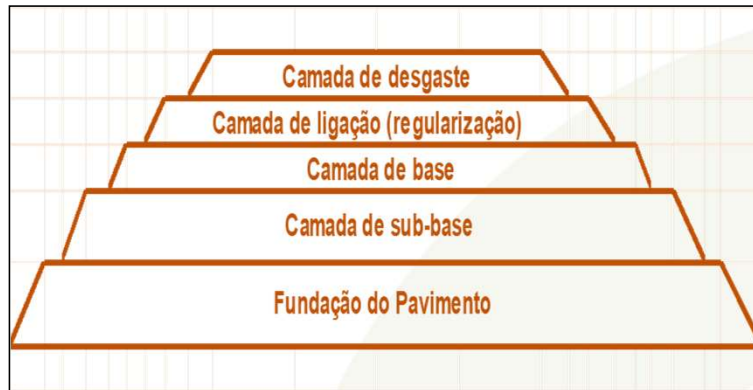 Camada de desgaste
Camada de ligação (regularização)
Camada de base
Camada de sub-base
Fundação do Pavimento